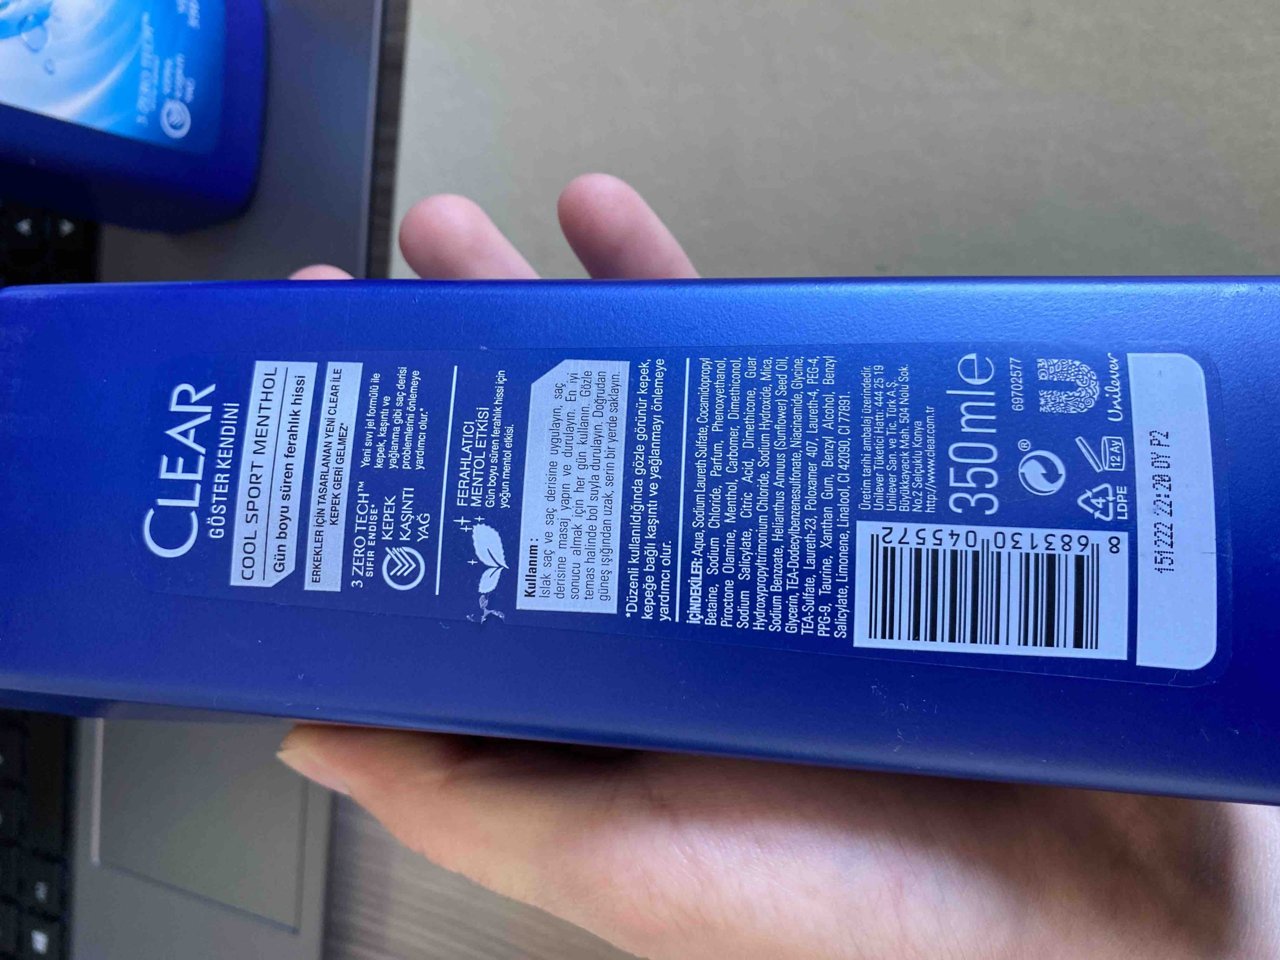 CLEAR
GÖSTER KENDİNİ
COOL SPORT MENTHOL
Gün boyu süren ferahlık hissi
ERKEKLER İÇİN TASARLANAN YENİ CLEAR İLE
KEPEK GERİ GELMEZ*
3 ZERO TECH™
SIFIR ENDİŞE*
KEPEK
KAŞINTI
YAĞ
Yeni sıvı jel formülü ile
kepek, kaşıntı ve
yağlanma gibi saç derisi
problemlerini önlemeye
yardımcı olur.*
FERAHLATICI
MENTOL ETKİSİ
Gün boyu süren ferahlık hissi için
yoğun mentol etkisi.
Kullanım :
Islak saç ve saç derisine uygulayın, saç
derisine masaj yapın ve durulayın. En iyi
sonucu almak için her gün kullanın. Gözle
temas halinde bol suyla durulayın. Doğrudan
güneş ışığından uzak, serin bir yerde saklayın.
*Düzenli kullanıldığında gözle görünür kepek,
kepeğe bağlı kaşıntı ve yağlanmayı önlemeye
yardımcı olur.
İÇİNDEKİLER: Aqua, Sodium Laureth Sulfate, Cocamidopropyl
Betaine, Sodium Chloride, Parfum, Phenoxyethanol,
Piroctone Olamine, Menthol, Carbomer, Dimethiconol,
Sodium Salicylate, Citric Acid, Dimethicone, Guar
Hydroxypropyltrimonium Chloride, Sodium Hydroxide, Mica,
Sodium Benzoate, Helianthus Annuus (Sunflower) Seed Oil,
Glycerin, TEA-Dodecylbenzenesulfonate, Niacinamide, Glycine,
TEA-Sulfate, Laureth-23, Poloxamer 407, Laureth-4, PEG-4,
PPG-9, Taurine, Xanthan Gum, Benzyl Alcohol, Benzyl
Salicylate, Limonene, Linalool, CI 42090, CI 77891.
Üretim tarihi ambalaj üzerindedir.
Unilever Tüketici Hattı: 444 25 19
Unilever San. ve Tic. Türk A.Ş.
Büyükkayacık Mah. 504 Nolu Sok.
No.2 Selçuklu Konya
http://www.clear.com.tr
8 683130 045572
350 ml e
4
LDPE
12 Ay
69702577
Unilever
151222 22:20 OY P2
3 ZERO TECH™